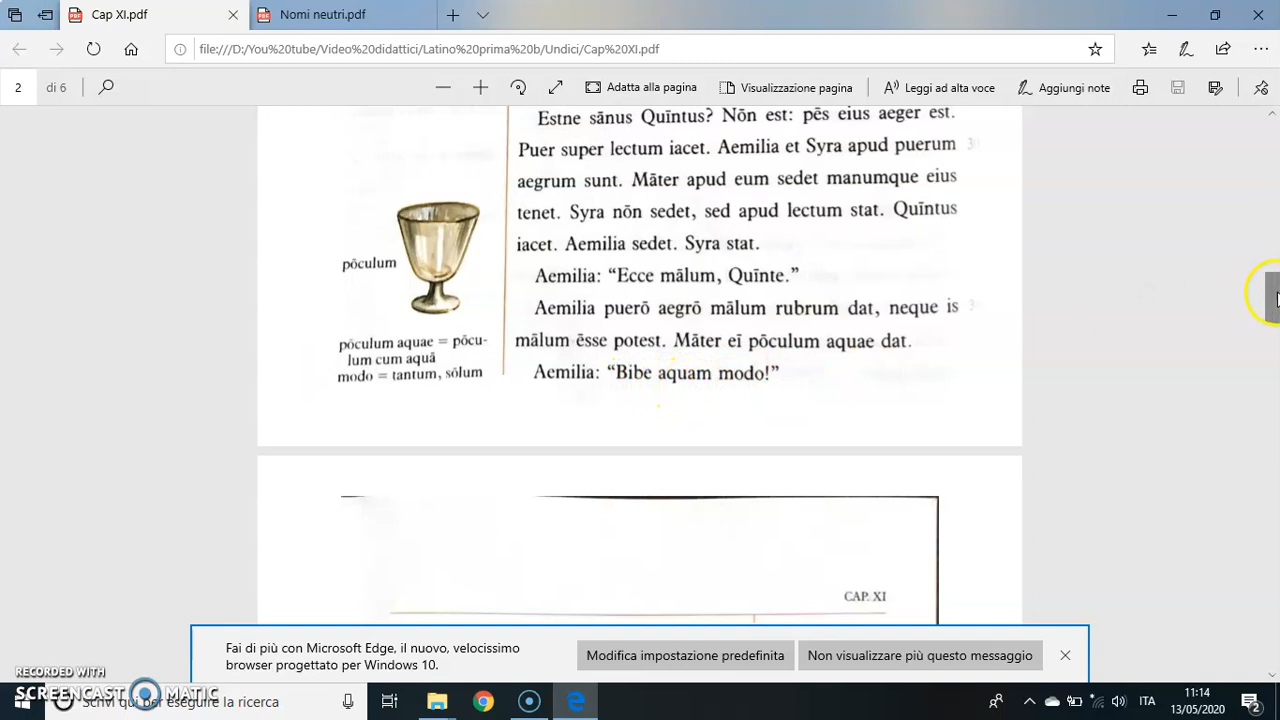 Cap XI.pdf
Nomi neutri.pdf
file:///D:/You%20tube/Video%20didattici/Latino%20prima%20b/Undici/Cap%20XI.pdf
2 di 6
Adatta alla pagina
Visualizzazione pagina
Leggi ad alta voce
Aggiungi note
Estne sānus Quīntus? Nōn est: pēs eius aeger est.
Puer super lectum iacet. Aemilia et Syra apud puerum
aegrum sunt. Māter apud eum sedet manumque eius
tenet. Syra nōn sedet, sed apud lectum stat. Quīntus
iacet. Aemilia sedet. Syra stat.
Aemilia: “Ecce mālum, Quīnte.”
Aemilia puerō aegrō mālum rubrum dat, neque is
mālum ēsse potest. Māter eī pōculum aquae dat.
Aemilia: “Bibe aquam modo!”
pōculum
pōculum aquae = pōcu-
lum cum aquā
modo = tantum, sōlum
CAP. XI
Fai di più con Microsoft Edge, il nuovo, velocissimo
browser progettato per Windows 10.
Modifica impostazione predefinita
Non visualizzare più questo messaggio
RECORDED WITH
SCREENCAST MATIC
Scrivi qui per eseguire la ricerca
ITA
11:14
13/05/2020
2